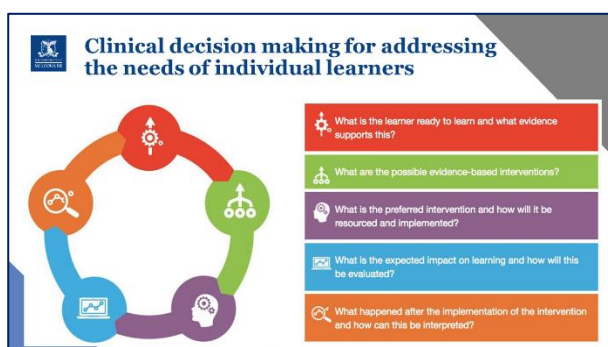 Clinical decision making for addressing
the needs of individual learners
MELBOURNE
What is the learner ready to learn and what evidence
supports this?
What are the possible evidence-based interventions?
What is the preferred intervention and how will it be
resourced and implemented?
What is the expected impact on learning and how will this
be evaluated?
What happened after the implementation of the intervention
and how can this be interpreted?